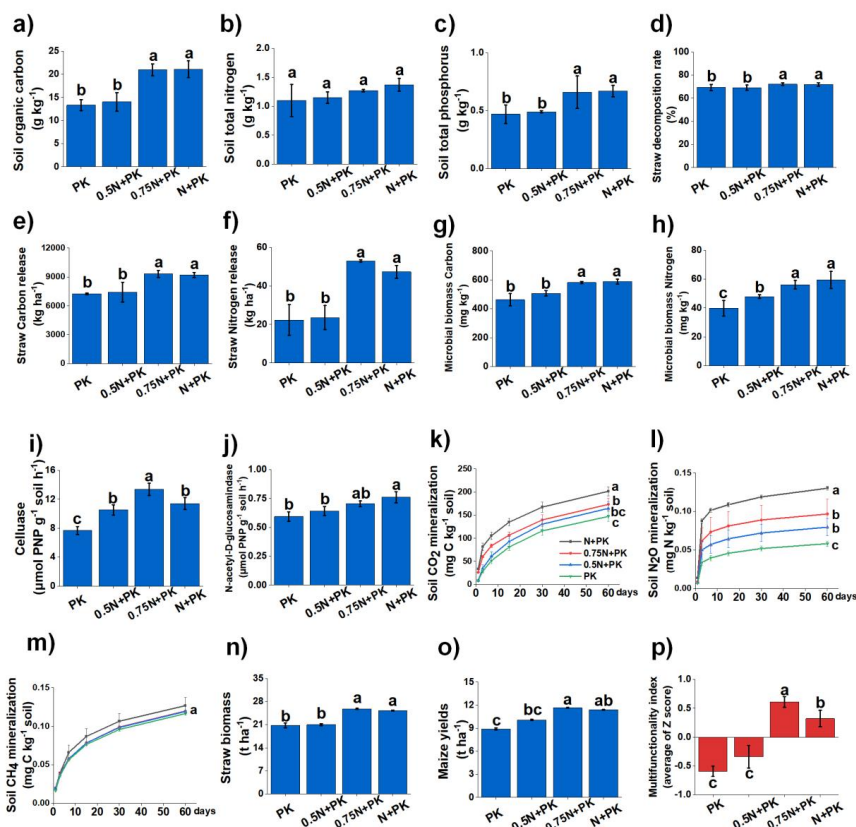 a)
Soil organic carbon
(g kg⁻¹)
25
20
15
10
5
0
b
b
a
a
PK
0.5N+PK
0.75N+PK
N+PK
b)
Soil total nitrogen
(g kg⁻¹)
2.0
1.5
1.0
0.5
0.0
a
a
a
a
PK
0.5N+PK
0.75N+PK
N+PK
c)
Soil total phosphorus
(g kg⁻¹)
1.0
0.5
0.0
b
b
a
a
PK
0.5N+PK
0.75N+PK
N+PK
d)
Straw decomposition rate
(%)
100
80
60
40
20
0
b
b
a
a
PK
0.5N+PK
0.75N+PK
N+PK
e)
Straw Carbon release
(kg ha⁻¹)
12000
9000
6000
3000
0
b
b
a
a
PK
0.5N+PK
0.75N+PK
N+PK
f)
Straw Nitrogen release
(kg ha⁻¹)
60
40
20
0
b
b
a
a
PK
0.5N+PK
0.75N+PK
N+PK
g)
Microbial biomass Carbon
(mg kg⁻¹)
800
600
400
200
0
b
b
a
a
PK
0.5N+PK
0.75N+PK
N+PK
h)
Microbial biomass Nitrogen
(mg kg⁻¹)
80
60
40
20
0
c
b
a
a
PK
0.5N+PK
0.75N+PK
N+PK
i)
Celluase
(μmol PNP g⁻¹ soil h⁻¹)
18
15
12
9
6
3
0
c
b
a
b
PK
0.5N+PK
0.75N+PK
N+PK
j)
N-acetyl-D-glucosamindase
(μmol PNP g⁻¹ soil h⁻¹)
1.00
0.75
0.50
0.25
0.0
b
b
ab
a
PK
0.5N+PK
0.75N+PK
N+PK
k)
Soil CO₂ mineralization
(mg C kg⁻¹ soil)
250
200
150
100
50
0
a
b
bc
c
N+PK
0.75N+PK
0.5N+PK
PK
0 10 20 30 40 50 60 days
l)
Soil N₂O mineralization
(mg N kg⁻¹ soil)
0.15
0.10
0.05
0.00
a
b
b
c
0 10 20 30 40 50 60 days
m)
Soil CH₄ mineralization
(mg C kg⁻¹ soil)
0.15
0.10
0.05
0.00
a
0 10 20 30 40 50 60 days
n)
Straw biomass
(t ha⁻¹)
35
28
21
14
7
0
b
b
a
a
PK
0.5N+PK
0.75N+PK
N+PK
o)
Maize yields
(t ha⁻¹)
15
10
5
0
c
bc
a
ab
PK
0.5N+PK
0.75N+PK
N+PK
p)
Multifunctionality index
(average of Z score)
1.0
0.5
0.0
-0.5
-1.0
c
c
a
b
PK
0.5N+PK
0.75N+PK
N+PK